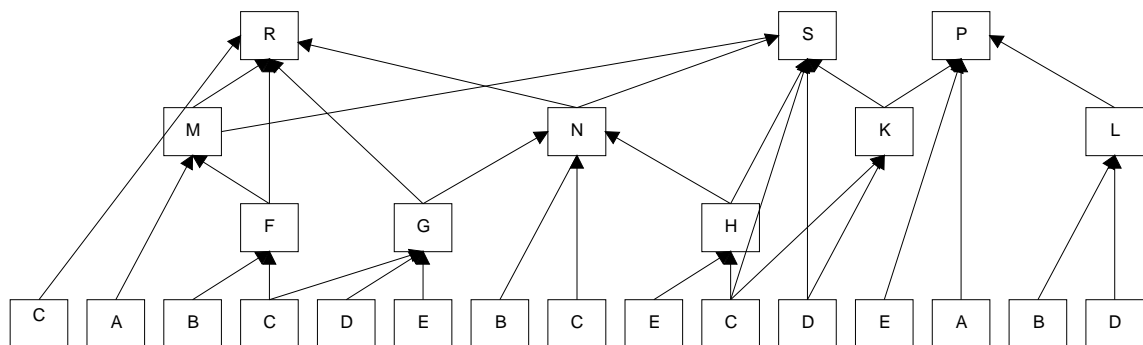 R S P
M N K L
F G H
C A B C D E B C E C D E A B D